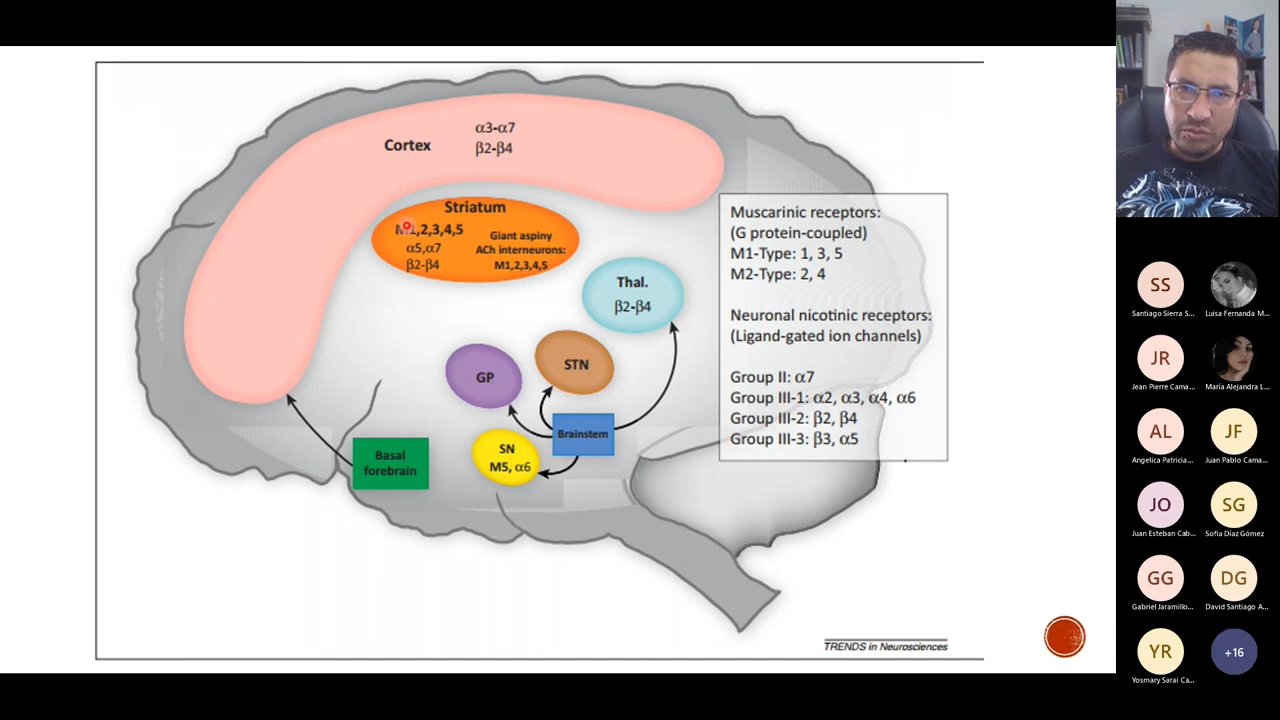 α3-α7
Cortex
β2-β4
Striatum
M1,2,3,4,5
Giant aspiny
α5,α7
ACh interneurons:
β2-β4
M1,2,3,4,5
Thal.
β2-β4
STN
GP
Brainstem
SN
M5, α6
Basal
forebrain
Muscarinic receptors:
(G protein-coupled)
M1-Type: 1, 3, 5
M2-Type: 2, 4
Neuronal nicotinic receptors:
(Ligand-gated ion channels)
Group II: α7
Group III-1: α2, α3, α4, α6
Group III-2: β2, β4
Group III-3: β3, α5
TRENDS in Neurosciences
SS
Santiago Sierra S...
Luisa Fernanda M...
JR
Jean Pierre Cama...
María Alejandra L...
AL
Angelica Patricia...
JF
Juan Pablo Cama...
JO
Juan Esteban Cab...
SG
Sofia Díaz Gómez
GG
Gabriel Jaramillo...
DG
David Santiago A...
YR
Yosmary Sarai Ca...
+16